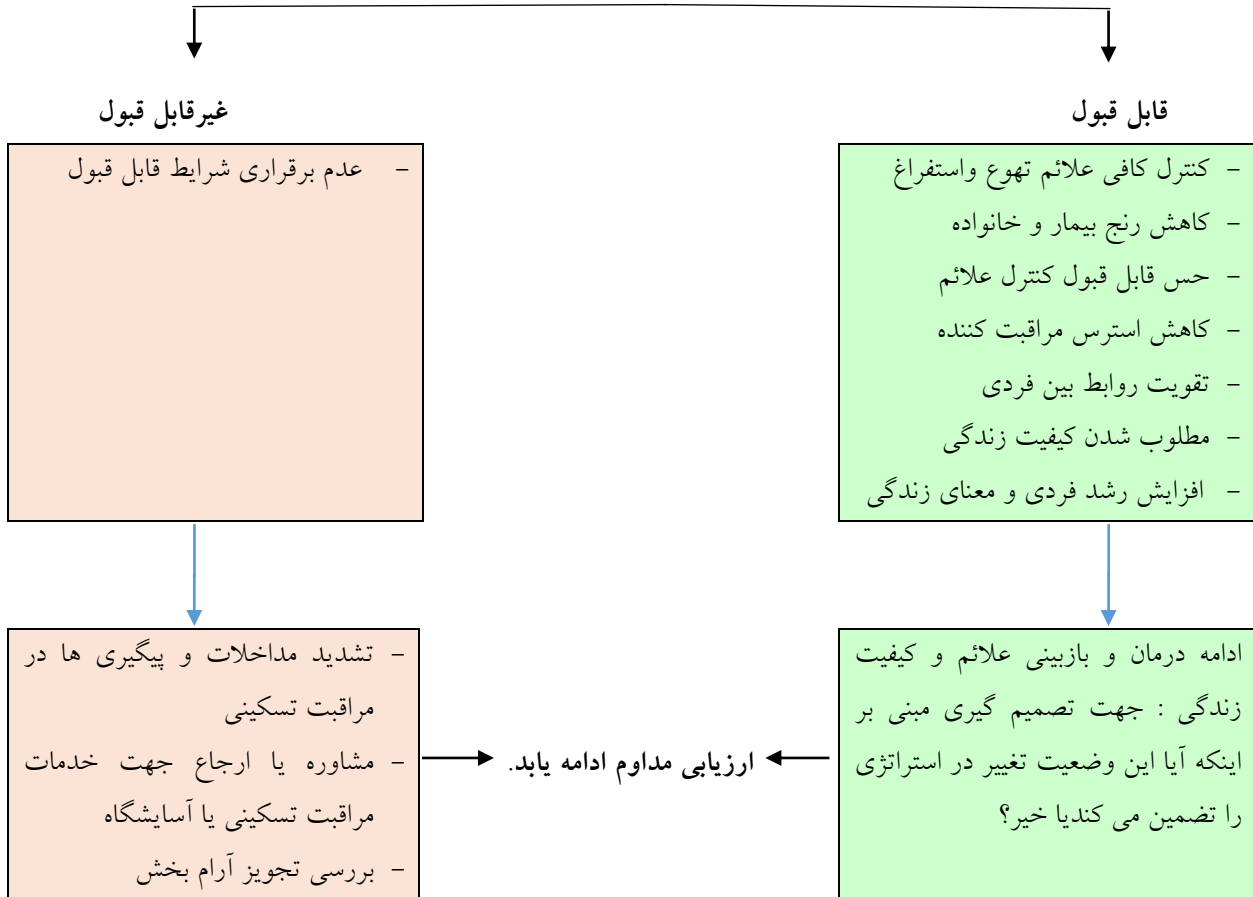 قابل قبول
غیرقابل قبول
– کنترل کافی علائم تهوع واستفراغ
– کاهش رنج بیمار و خانواده
– حس قابل قبول کنترل علائم
– کاهش استرس مراقبت کننده
– تقویت روابط بین فردی
– مطلوب شدن کیفیت زندگی
– افزایش رشد فردی و معنای زندگی
– عدم برقراری شرایط قابل قبول
ادامه درمان و بازبینی علائم و کیفیت
زندگی : جهت تصمیم گیری مبنی بر
اینکه آیا این وضعیت تغییر در استراتژی
را تضمین می کندیا خیر؟
ارزیابی مداوم ادامه یابد.
– تشدید مداخلات و پیگیری ها در
مراقبت تسکینی
– مشاوره یا ارجاع جهت خدمات
مراقبت تسکینی یا آسایشگاه
– بررسی تجویز آرام بخش